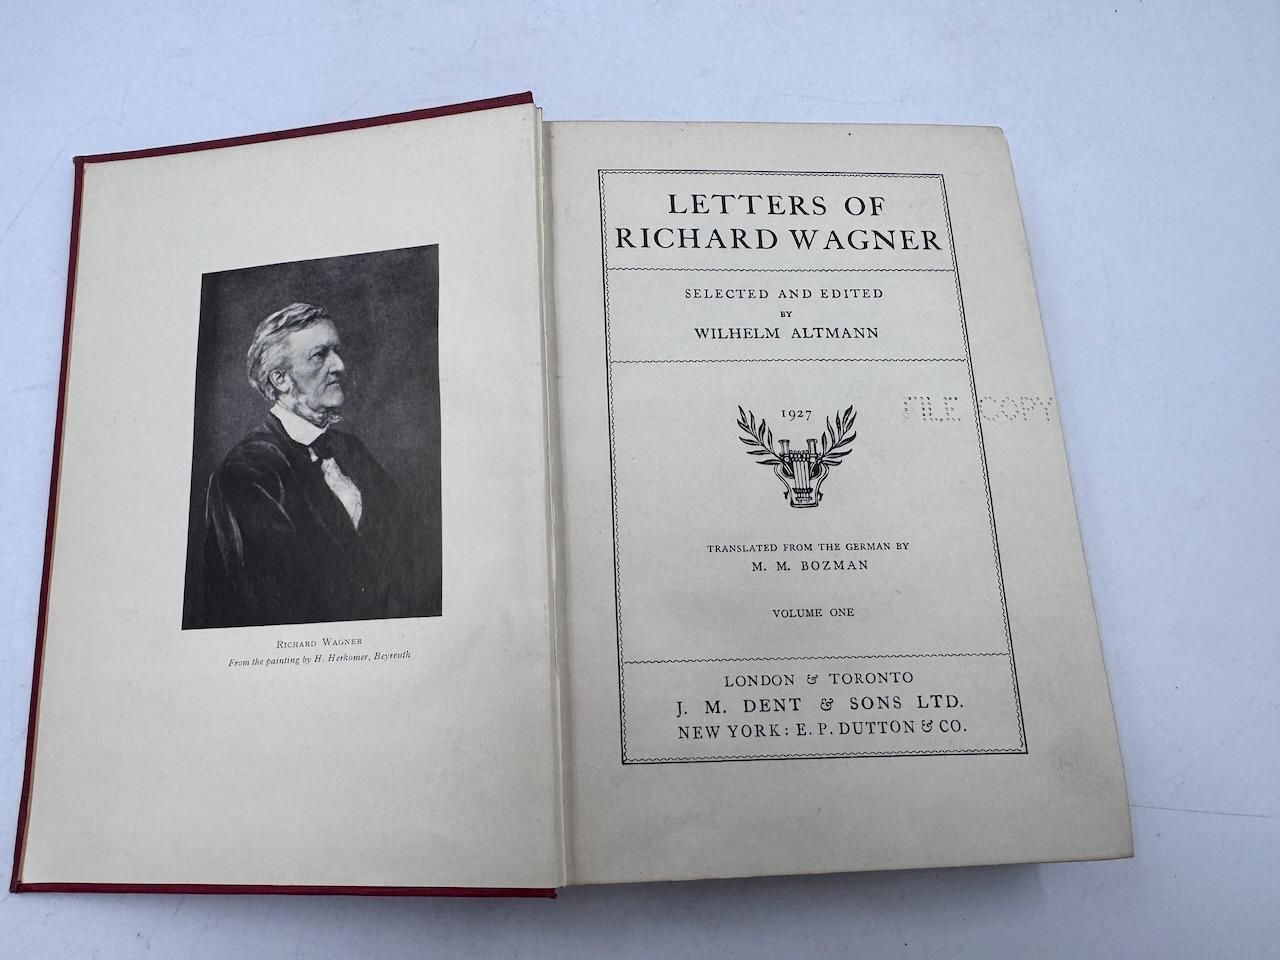 RICHARD WAGNER
From the painting by H. Herkomer, Beyreuth
LETTERS OF
RICHARD WAGNER
SELECTED AND EDITED
BY
WILHELM ALTMANN
1927
FILE COPY
TRANSLATED FROM THE GERMAN BY
M. M. BOZMAN
VOLUME ONE
LONDON & TORONTO
J. M. DENT & SONS LTD.
NEW YORK: E. P. DUTTON & CO.